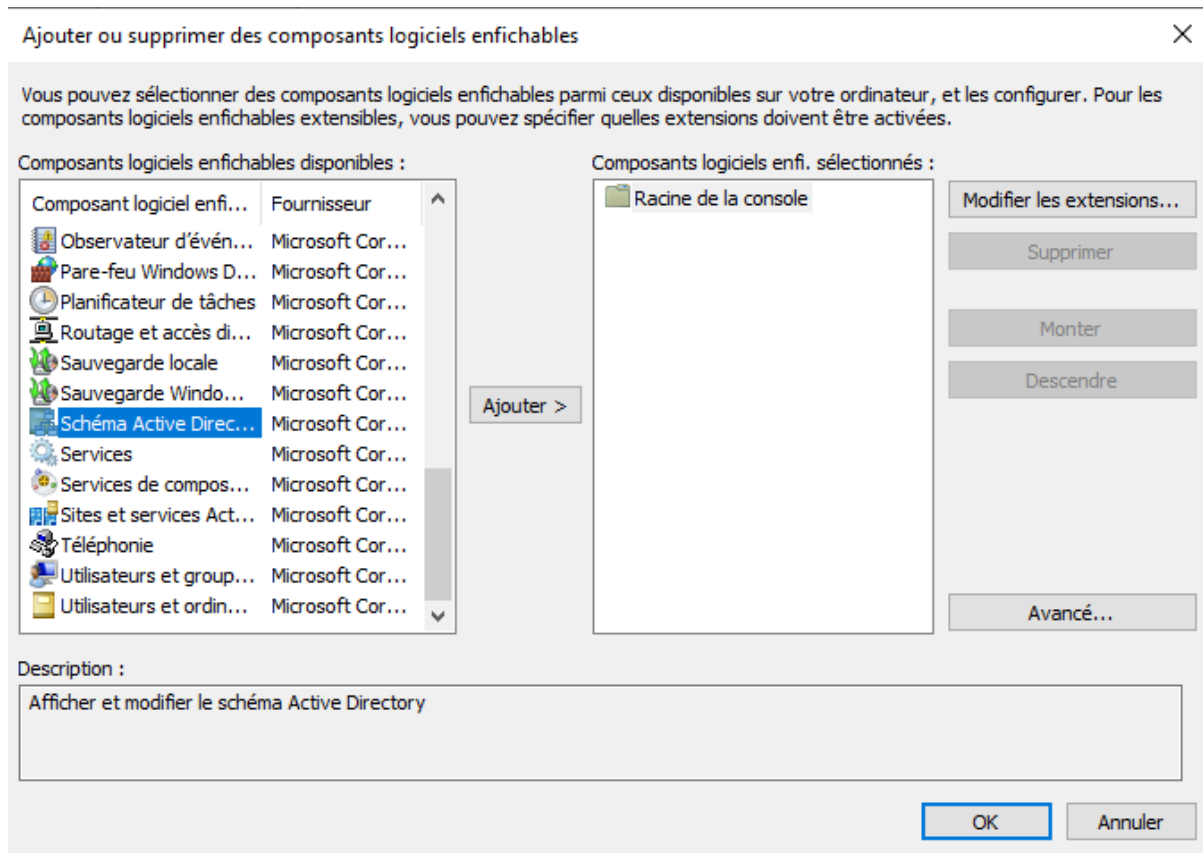 Ajouter ou supprimer des composants logiciels enfichables
Vous pouvez sélectionner des composants logiciels enfichables parmi ceux disponibles sur votre ordinateur, et les configurer. Pour les
composants logiciels enfichables extensibles, vous pouvez spécifier quelles extensions doivent être activées.
Composants logiciels enfichables disponibles :
Composant logiciel enfi... Fournisseur
Observateur d'évén... Microsoft Cor...
Pare-feu Windows D... Microsoft Cor...
Planificateur de tâches Microsoft Cor...
Routage et accès di... Microsoft Cor...
Sauvegarde locale Microsoft Cor...
Sauvegarde Windo... Microsoft Cor...
Schéma Active Direc... Microsoft Cor...
Services Microsoft Cor...
Services de compos... Microsoft Cor...
Sites et services Act... Microsoft Cor...
Téléphonie Microsoft Cor...
Utilisateurs et group... Microsoft Cor...
Utilisateurs et ordin... Microsoft Cor...
Ajouter >
Composants logiciels enfi. sélectionnés :
Racine de la console
Modifier les extensions...
Supprimer
Monter
Descendre
Avancé...
Description :
Afficher et modifier le schéma Active Directory
OK Annuler